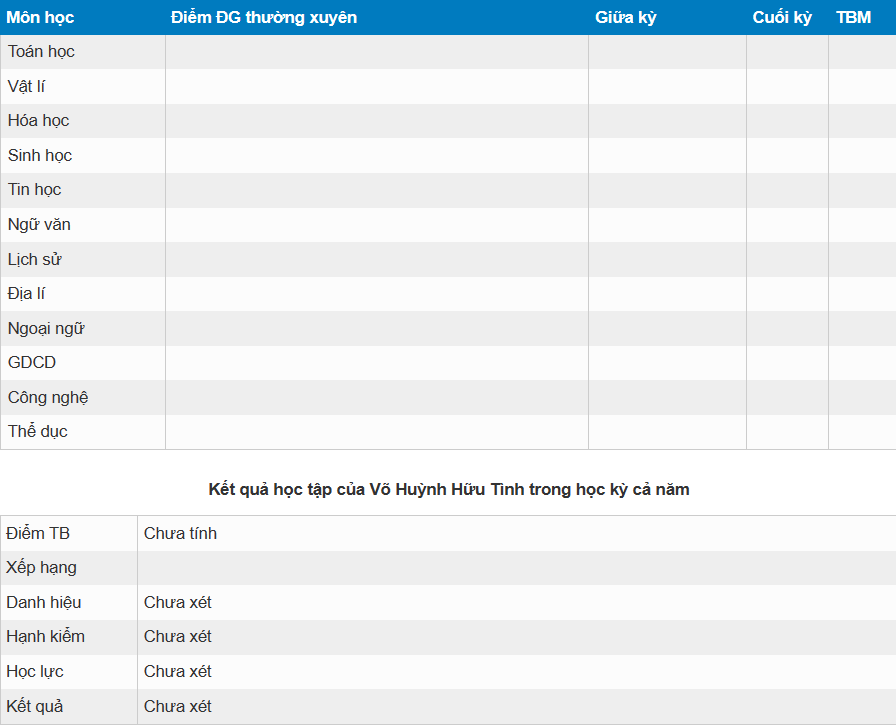 Môn học Điểm ĐG thường xuyên Giữa kỳ Cuối kỳ TBM
Toán học
Vật lí
Hóa học
Sinh học
Tin học
Ngữ văn
Lịch sử
Địa lí
Ngoại ngữ
GDCD
Công nghệ
Thể dục
Kết quả học tập của Võ Huỳnh Hữu Tình trong học kỳ cả năm
Điểm TB Chưa tính
Xếp hạng
Danh hiệu Chưa xét
Hạnh kiểm Chưa xét
Học lực Chưa xét
Kết quả Chưa xét